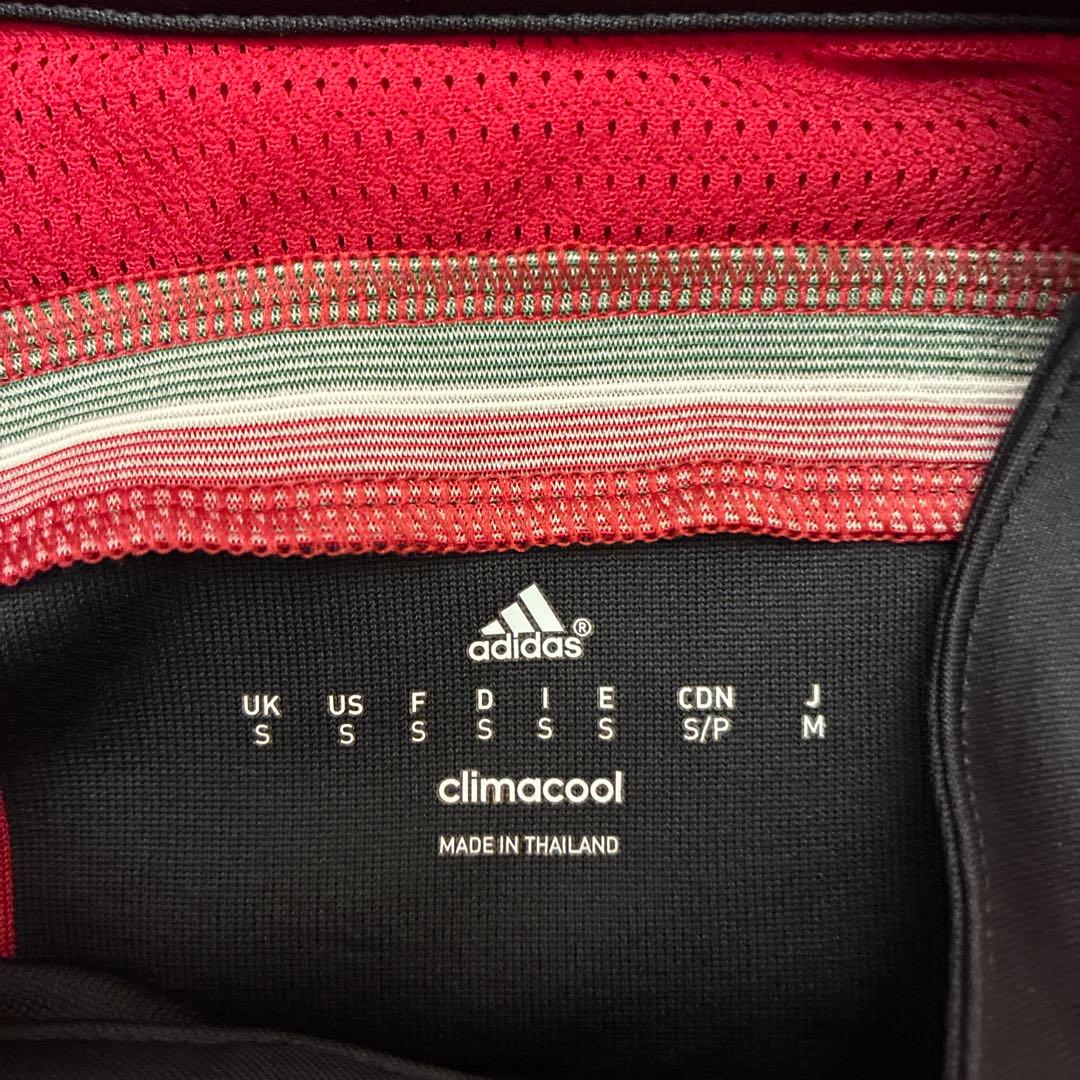 adidas®
UK US F D I E CDN J
S S S S S S S/P M
climacool
MADE IN THAILAND